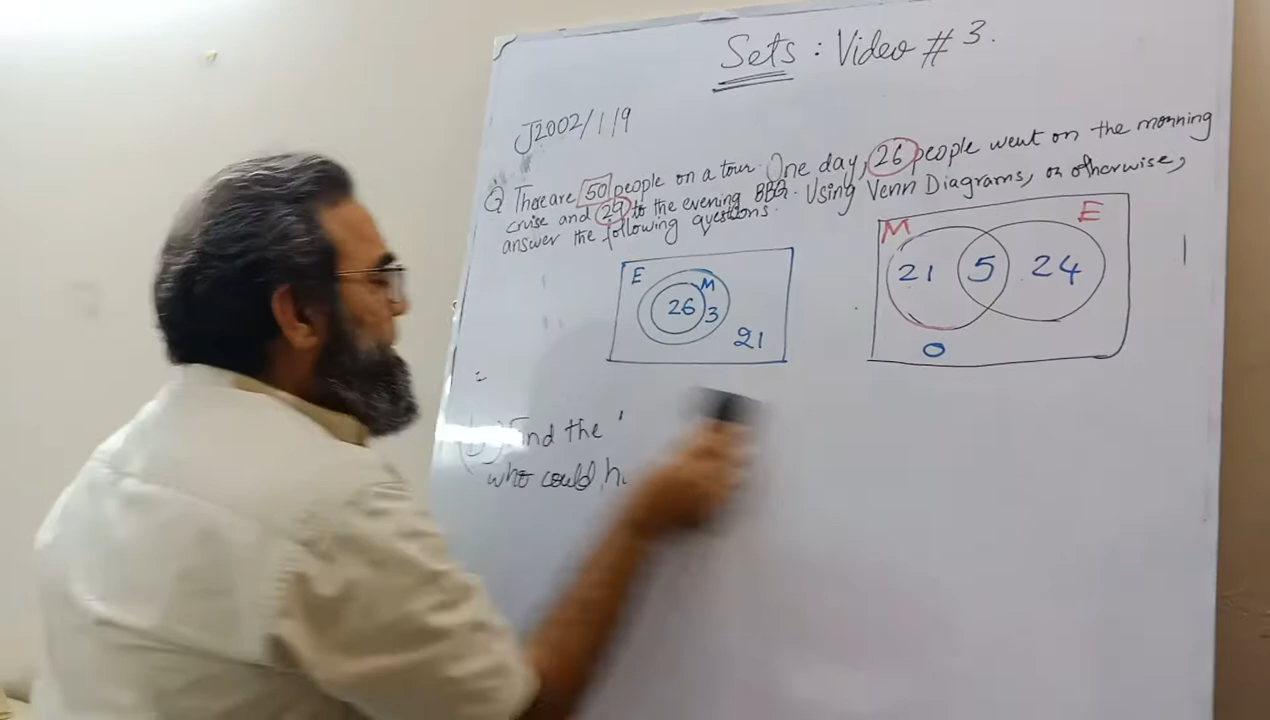 Sets : Video # 3.
J2002/1/9
Q There are 50 people on a tour. One day, 26 people went on the morning
cruise and 29 to the evening BBQ. Using Venn Diagrams, or otherwise,
answer the following questions.
E M 26 3 21
M E 21 5 24 0
(b) Find the
who could